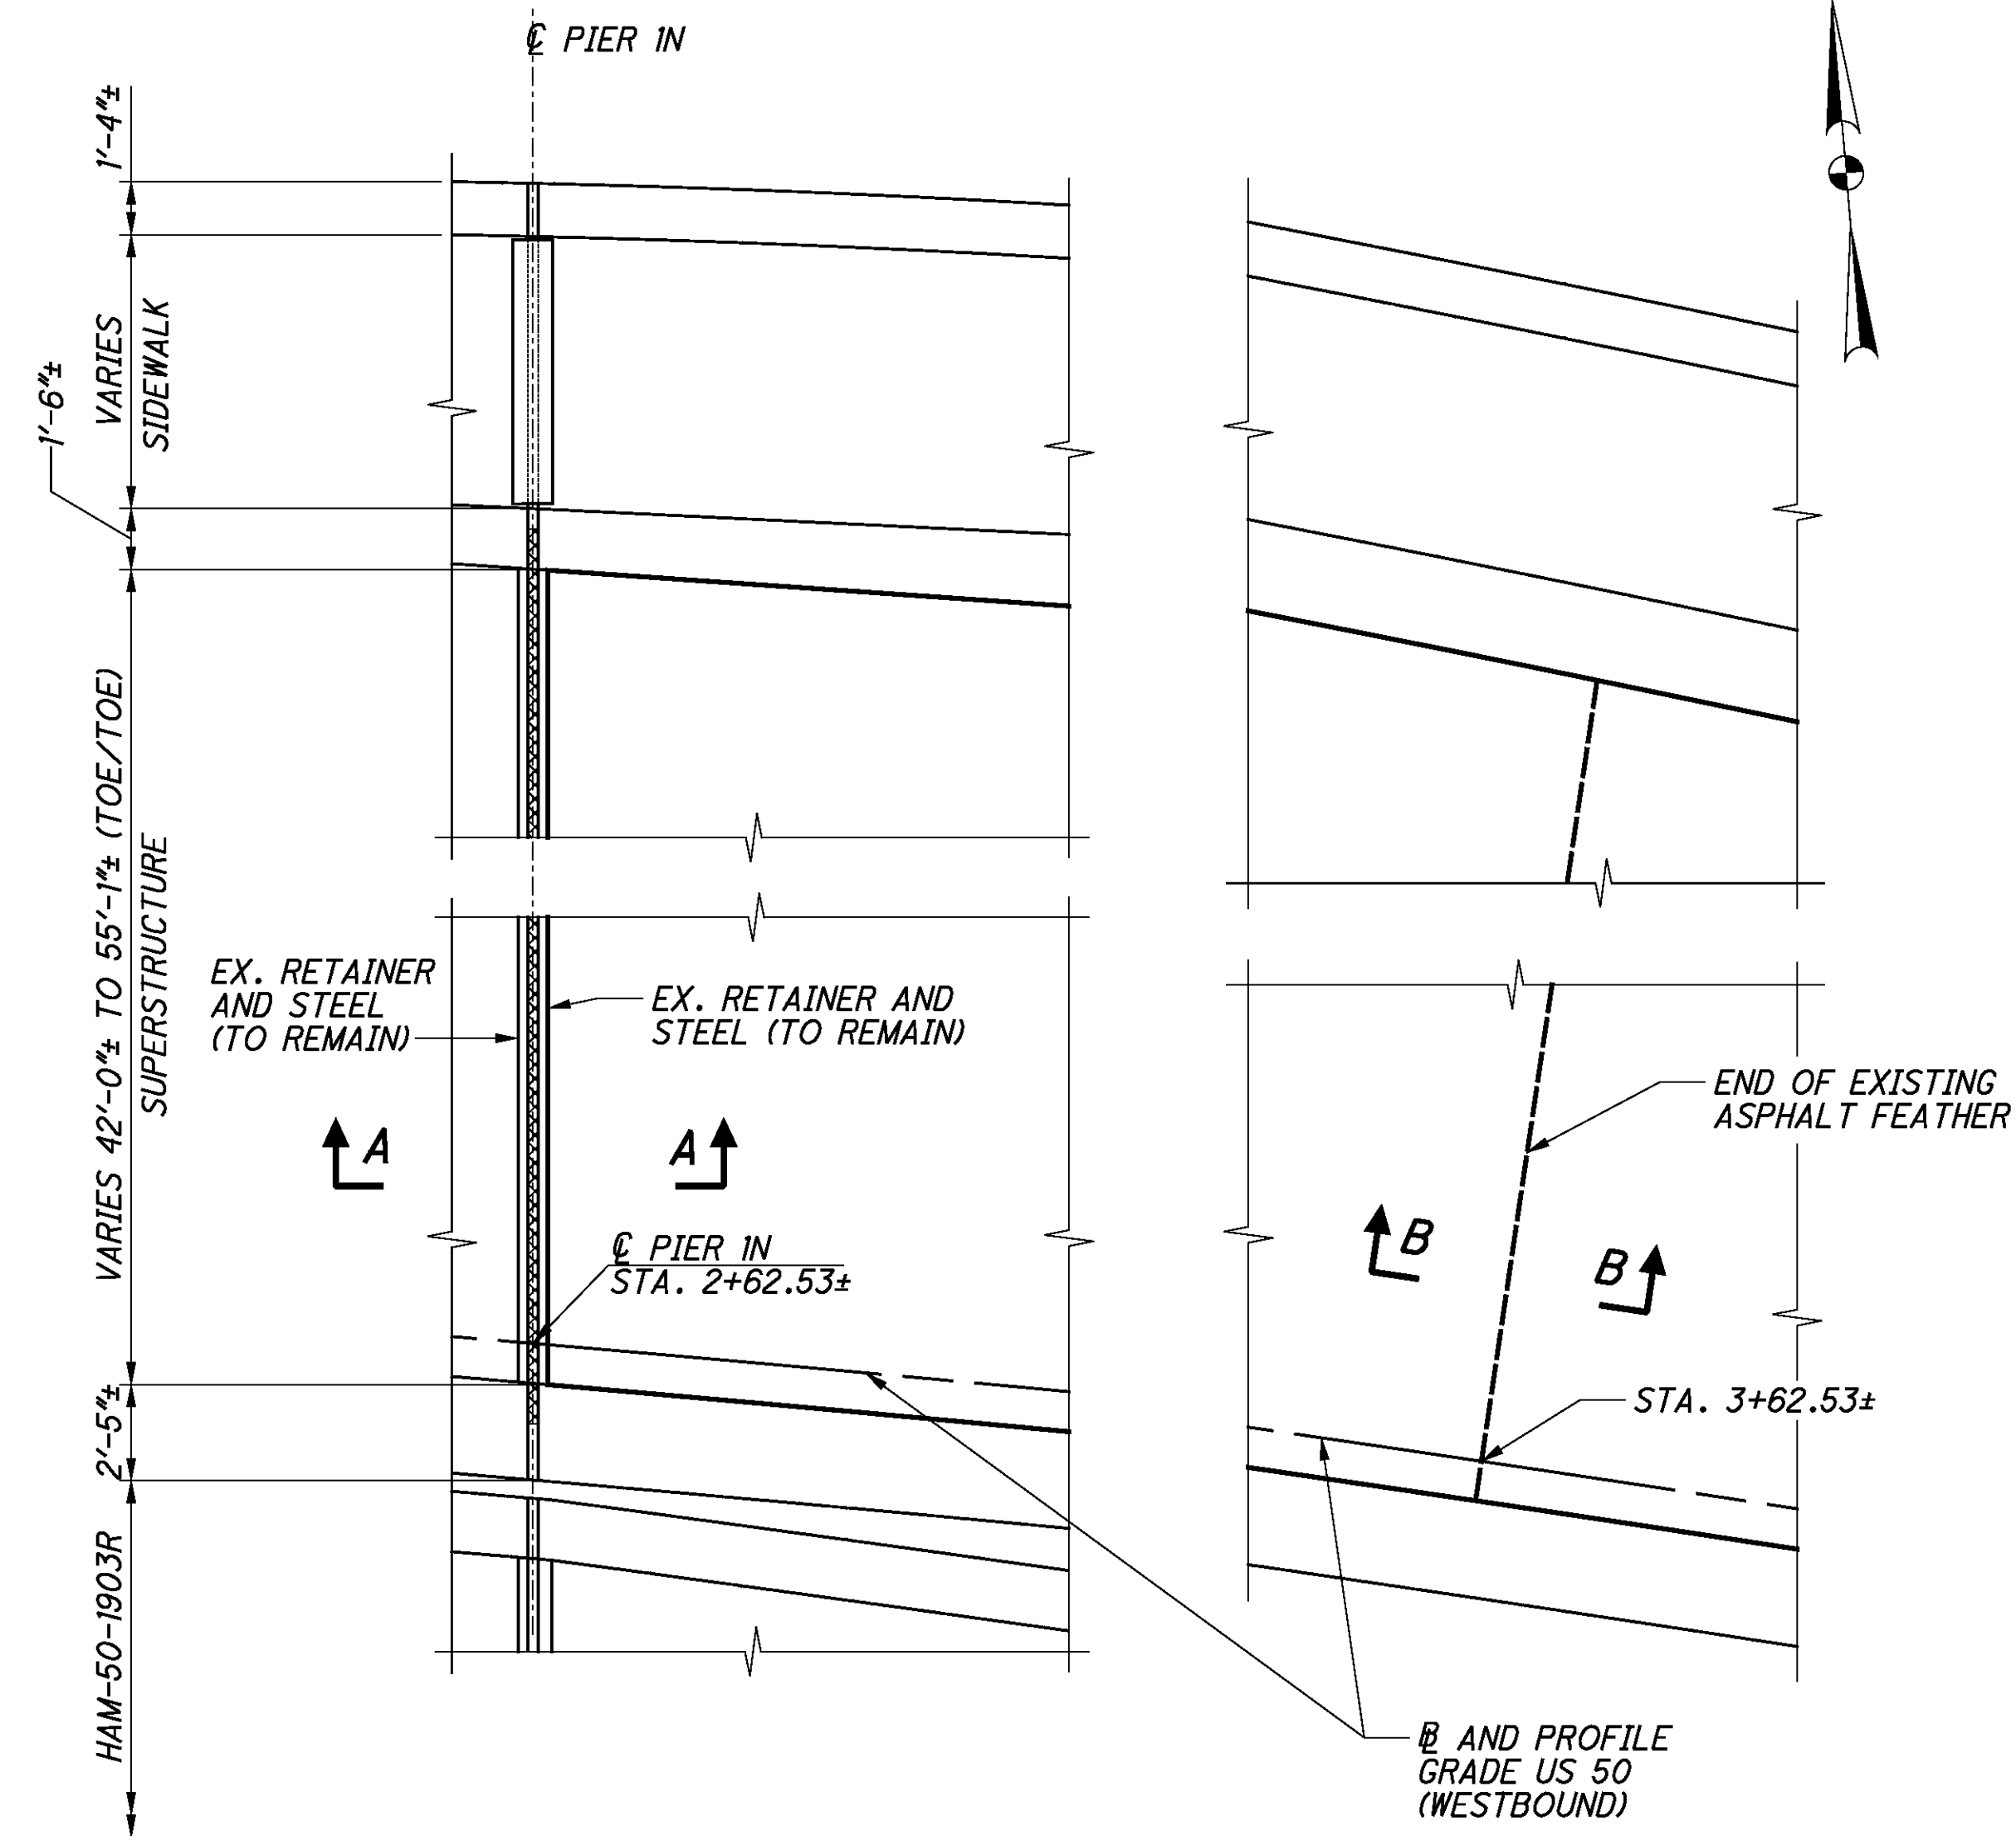 ℄ PIER 1N
1'-4"±
VARIES
SIDEWALK
1'-6"±
VARIES 42'-0"± TO 55'-1"± (TOE/TOE)
SUPERSTRUCTURE
EX. RETAINER
AND STEEL
(TO REMAIN)
EX. RETAINER AND
STEEL (TO REMAIN)
END OF EXISTING
ASPHALT FEATHER
A
A
B
B
℄ PIER 1N
STA. 2+62.53±
STA. 3+62.53±
2'-5"±
HAM-50-1903R
BL AND PROFILE
GRADE US 50
(WESTBOUND)